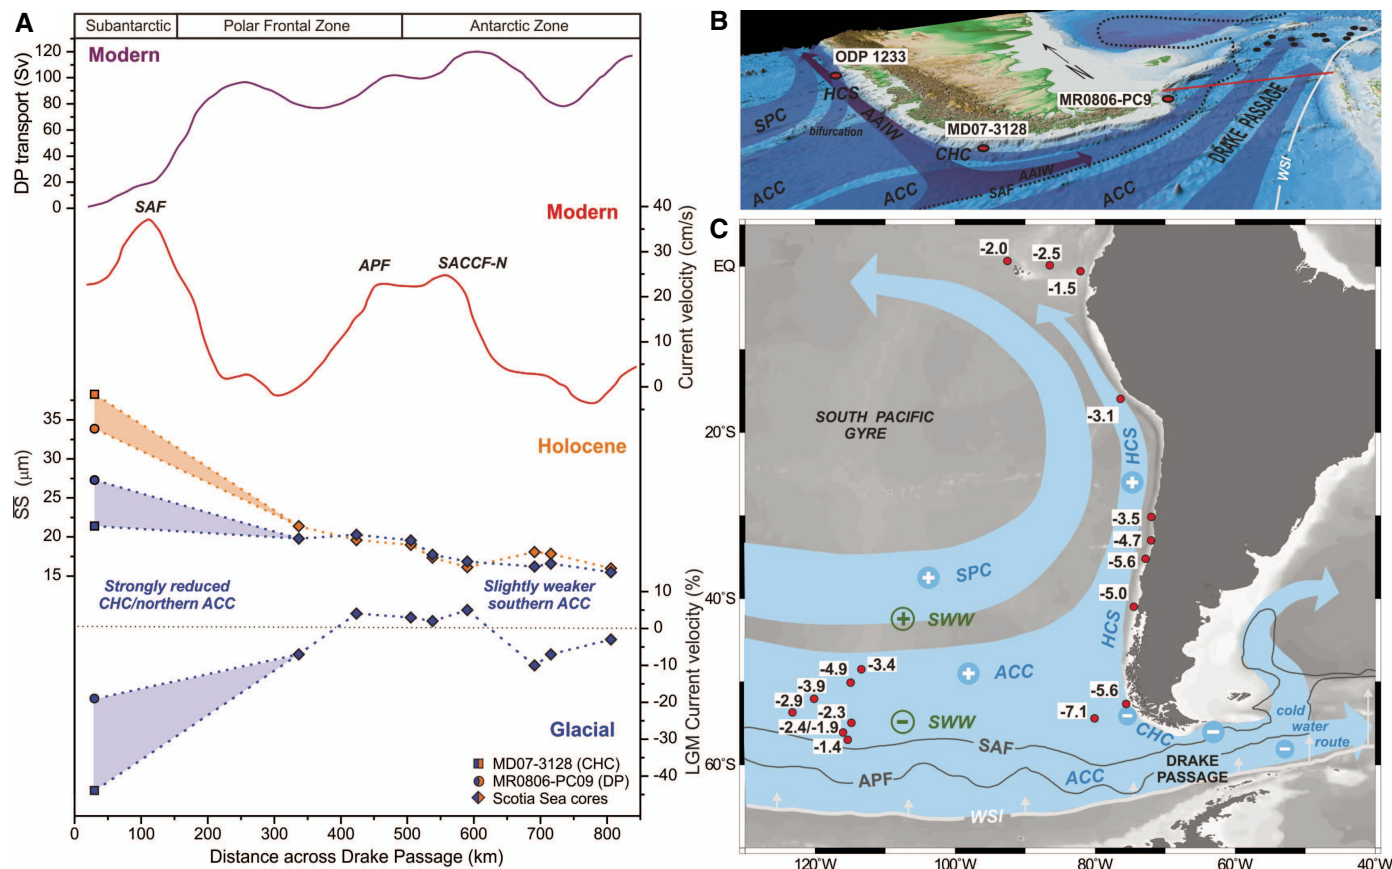 A
Subantarctic
Polar Frontal Zone
Antarctic Zone
Modern
120
100
80
60
40
20
0
DP transport (Sv)
SAF
Modern
APF
SACCF-N
40
30
20
10
0
Current velocity (cm/s)
Holocene
35
30
25
20
15
SS (µm)
Strongly reduced
CHC/northern ACC
Slightly weaker
southern ACC
10
0
-10
-20
-30
-40
LGM Current velocity (%)
Glacial
MD07-3128 (CHC)
MR0806-PC09 (DP)
Scotia Sea cores
0 100 200 300 400 500 600 700 800
Distance across Drake Passage (km)
B
ODP 1233
HCS
SPC
bifurcation
AAIW
N
MR0806-PC9
MD07-3128
CHC
AAIW
SAF
ACC
ACC
ACC
DRAKE PASSAGE
WSI
C
EQ
20°S
40°S
60°S
-2.0
-2.5
-1.5
-3.1
SOUTH PACIFIC
GYRE
HCS
+
-3.5
-4.7
-5.6
-5.0
SPC
+
SWW
+
HCS
ACC
+
-3.4
-4.9
-3.9
-2.9
-2.3
-2.4/-1.9
-1.4
SWW
−
-5.6
-7.1
−
CHC
−
cold
water
route
−
SAF
APF
ACC
DRAKE
PASSAGE
WSI
120°W 100°W 80°W 60°W 40°W